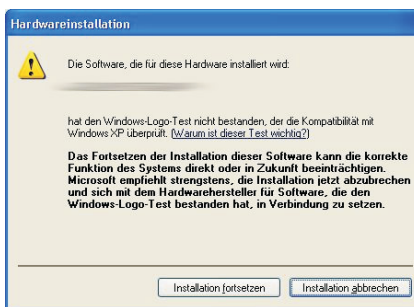 Hardwareinstallation
Die Software, die für diese Hardware installiert wird:
hat den Windows-Logo-Test nicht bestanden, der die Kompatibilität mit
Windows XP überprüft. (Warum ist dieser Test wichtig?)
Das Fortsetzen der Installation dieser Software kann die korrekte
Funktion des Systems direkt oder in Zukunft beeinträchtigen.
Microsoft empfiehlt strengstens, die Installation jetzt abzubrechen
und sich mit dem Hardwarehersteller für Software, die den
Windows-Logo-Test bestanden hat, in Verbindung zu setzen.
Installation fortsetzen Installation abbrechen